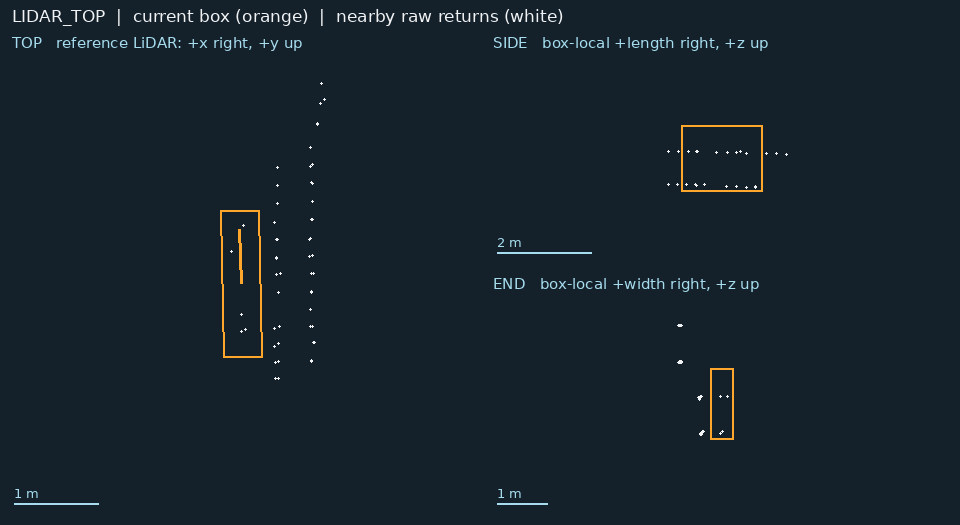 LIDAR_TOP | current box (orange) | nearby raw returns (white)
TOP reference LiDAR: +x right, +y up
SIDE box-local +length right, +z up
2 m
END box-local +width right, +z up
1 m
1 m